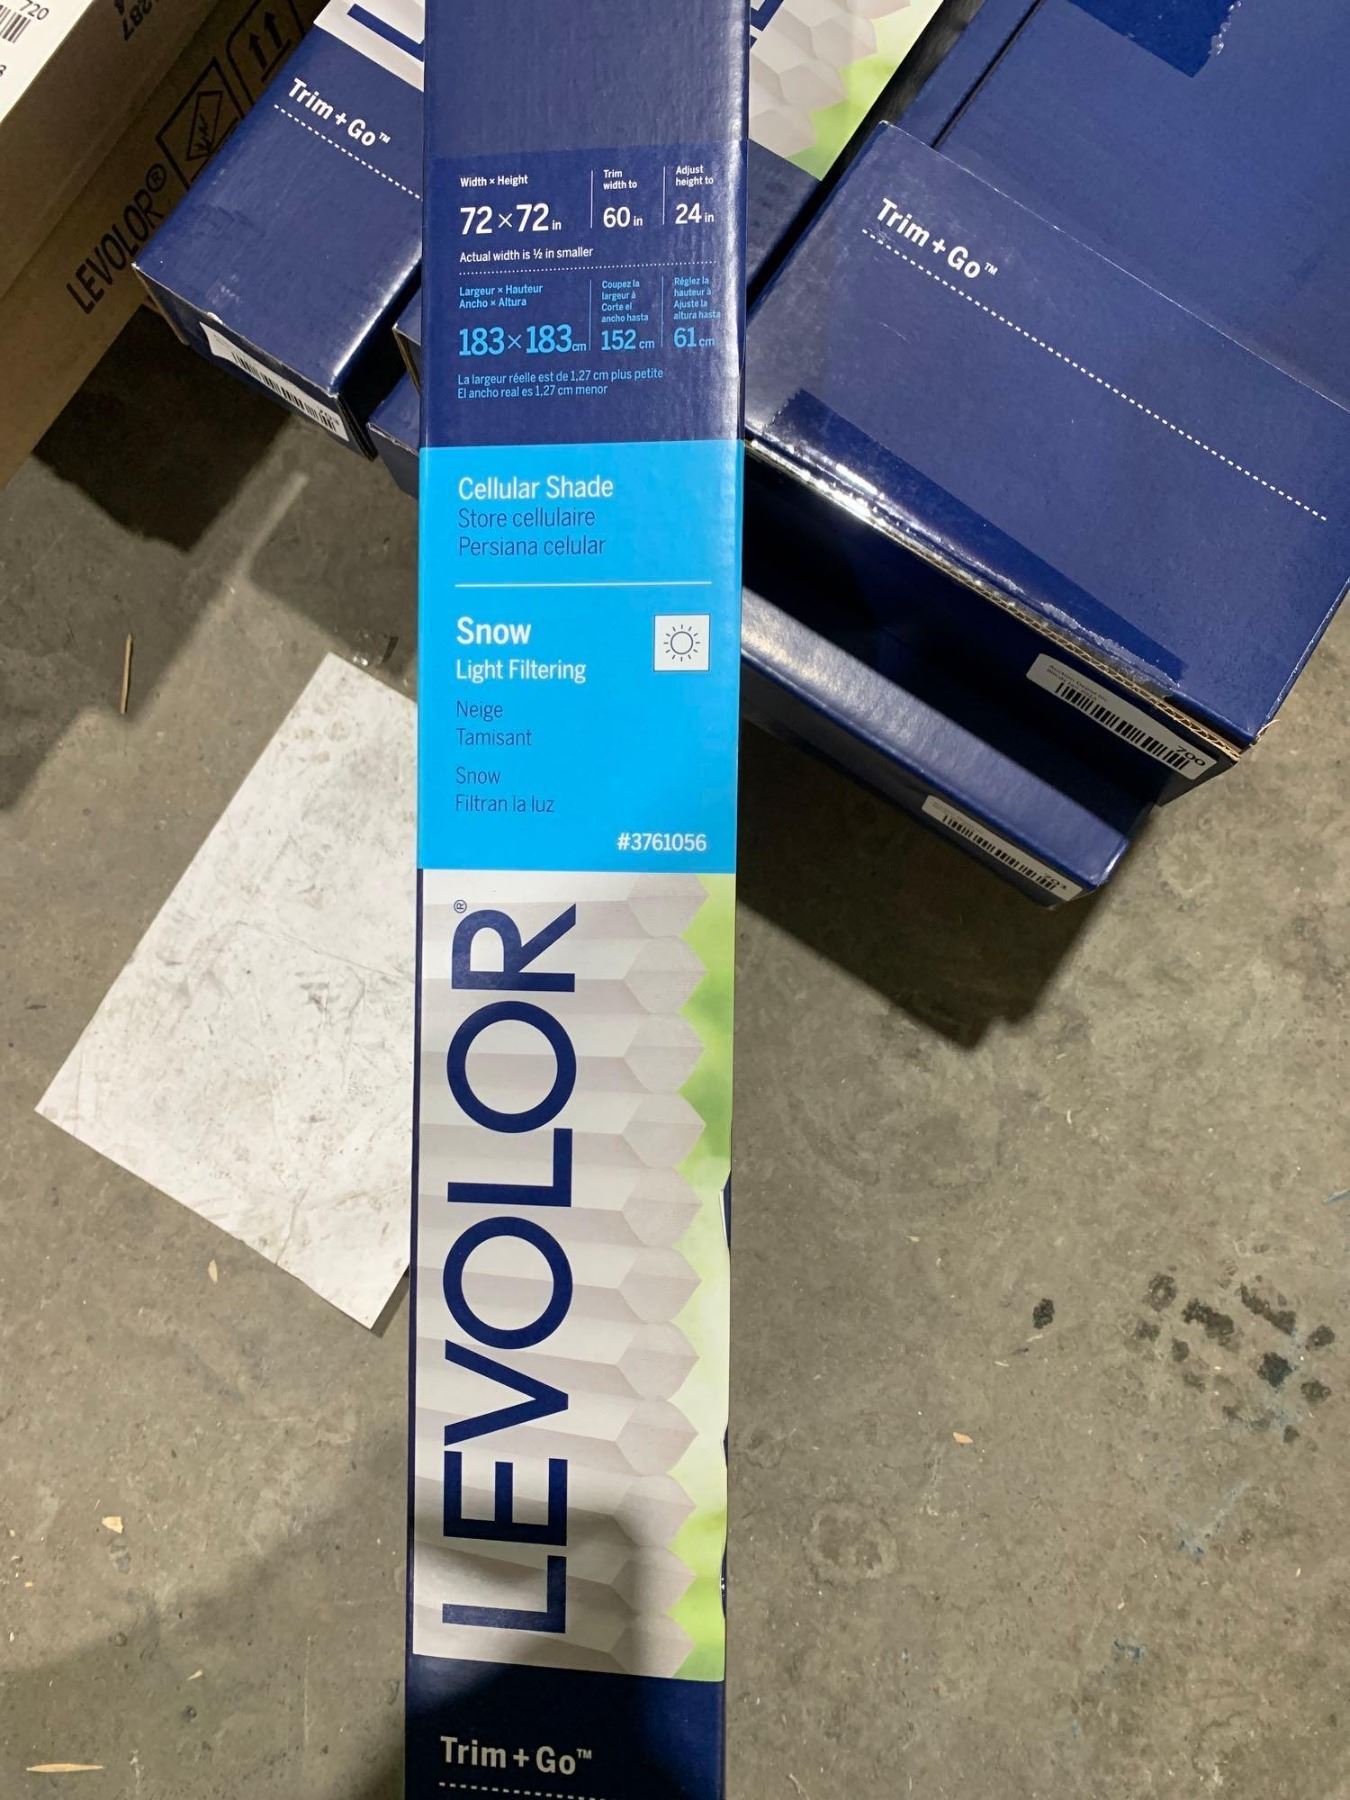 720
LEVOLOR®
Trim + Go™
Width × Height
72 × 72 in
Trim width to
60 in
Adjust height to
24 in
Actual width is ½ in smaller
Largeur × Hauteur
Ancho × Altura
183 × 183 cm
Coupez la
largeur à
Corte el
ancho hasta
152 cm
Réglez la
hauteur à
Ajuste la
altura hasta
61 cm
La largeur réelle est de 1,27 cm plus petite
El ancho real es 1,27 cm menor
Cellular Shade
Store cellulaire
Persiana celular
Snow
Light Filtering
Neige
Tamisant
Snow
Filtran la luz
#3761056
LEVOLOR®
Trim + Go™
Trim + Go™
700